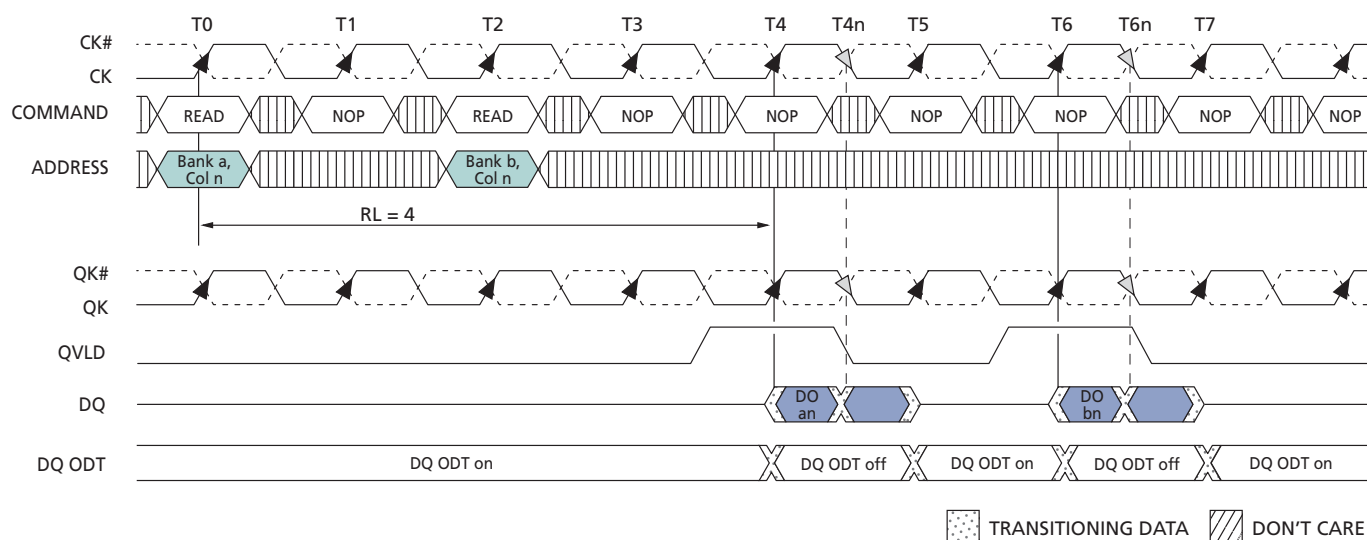 T0 T1 T2 T3 T4 T4n T5 T6 T6n T7
CK#
CK
COMMAND READ NOP READ NOP NOP NOP NOP NOP NOP
ADDRESS Bank a, Col n Bank b, Col n
RL = 4
QK#
QK
QVLD
DQ DO an DO bn
DQ ODT DQ ODT on DQ ODT off DQ ODT on DQ ODT off DQ ODT on
TRANSITIONING DATA DON'T CARE